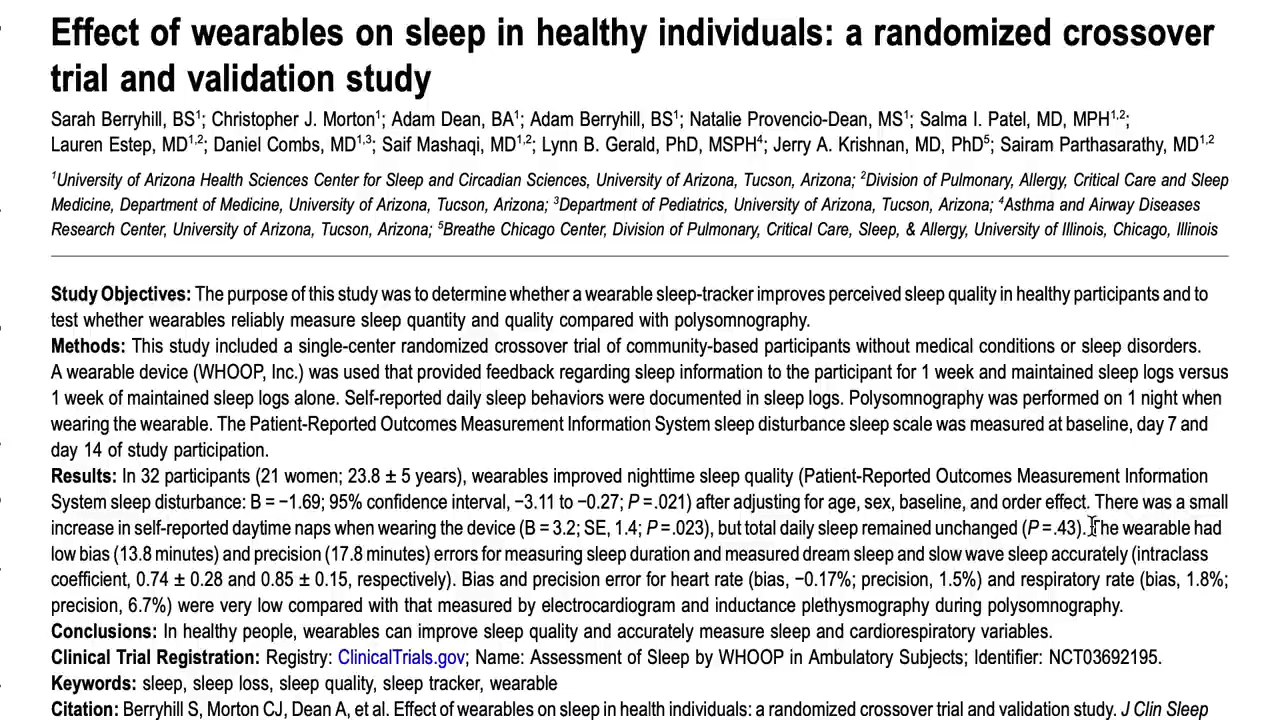 Effect of wearables on sleep in healthy individuals: a randomized crossover
trial and validation study
Sarah Berryhill, BS1; Christopher J. Morton1; Adam Dean, BA1; Adam Berryhill, BS1; Natalie Provencio-Dean, MS1; Salma I. Patel, MD, MPH1,2;
Lauren Estep, MD1,2; Daniel Combs, MD1,3; Saif Mashaqi, MD1,2; Lynn B. Gerald, PhD, MSPH4; Jerry A. Krishnan, MD, PhD5; Sairam Parthasarathy, MD1,2
1University of Arizona Health Sciences Center for Sleep and Circadian Sciences, University of Arizona, Tucson, Arizona; 2Division of Pulmonary, Allergy, Critical Care and Sleep
Medicine, Department of Medicine, University of Arizona, Tucson, Arizona; 3Department of Pediatrics, University of Arizona, Tucson, Arizona; 4Asthma and Airway Diseases
Research Center, University of Arizona, Tucson, Arizona; 5Breathe Chicago Center, Division of Pulmonary, Critical Care, Sleep, & Allergy, University of Illinois, Chicago, Illinois
Study Objectives: The purpose of this study was to determine whether a wearable sleep-tracker improves perceived sleep quality in healthy participants and to
test whether wearables reliably measure sleep quantity and quality compared with polysomnography.
Methods: This study included a single-center randomized crossover trial of community-based participants without medical conditions or sleep disorders.
A wearable device (WHOOP, Inc.) was used that provided feedback regarding sleep information to the participant for 1 week and maintained sleep logs versus
1 week of maintained sleep logs alone. Self-reported daily sleep behaviors were documented in sleep logs. Polysomnography was performed on 1 night when
wearing the wearable. The Patient-Reported Outcomes Measurement Information System sleep disturbance sleep scale was measured at baseline, day 7 and
day 14 of study participation.
Results: In 32 participants (21 women; 23.8 ± 5 years), wearables improved nighttime sleep quality (Patient-Reported Outcomes Measurement Information
System sleep disturbance: B = −1.69; 95% confidence interval, −3.11 to −0.27; P = .021) after adjusting for age, sex, baseline, and order effect. There was a small
increase in self-reported daytime naps when wearing the device (B = 3.2; SE, 1.4; P = .023), but total daily sleep remained unchanged (P = .43). The wearable had
low bias (13.8 minutes) and precision (17.8 minutes) errors for measuring sleep duration and measured dream sleep and slow wave sleep accurately (intraclass
coefficient, 0.74 ± 0.28 and 0.85 ± 0.15, respectively). Bias and precision error for heart rate (bias, −0.17%; precision, 1.5%) and respiratory rate (bias, 1.8%;
precision, 6.7%) were very low compared with that measured by electrocardiogram and inductance plethysmography during polysomnography.
Conclusions: In healthy people, wearables can improve sleep quality and accurately measure sleep and cardiorespiratory variables.
Clinical Trial Registration: Registry: ClinicalTrials.gov; Name: Assessment of Sleep by WHOOP in Ambulatory Subjects; Identifier: NCT03692195.
Keywords: sleep, sleep loss, sleep quality, sleep tracker, wearable
Citation: Berryhill S, Morton CJ, Dean A, et al. Effect of wearables on sleep in health individuals: a randomized crossover trial and validation study. J Clin Sleep